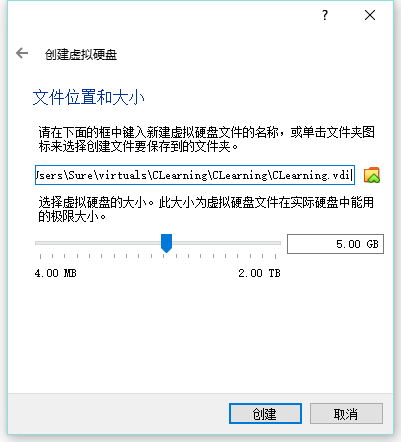 ?
创建虚拟硬盘
文件位置和大小
请在下面的框中键入新建虚拟硬盘文件的名称，或单击文件夹图
标来选择创建文件要保存到的文件夹。
sers\Sure\virtuals\CLearning\CLearning\CLearning.vdi
选择虚拟硬盘的大小。此大小为虚拟硬盘文件在实际硬盘中能用
的极限大小。
5.00 GB
4.00 MB 2.00 TB
创建 取消